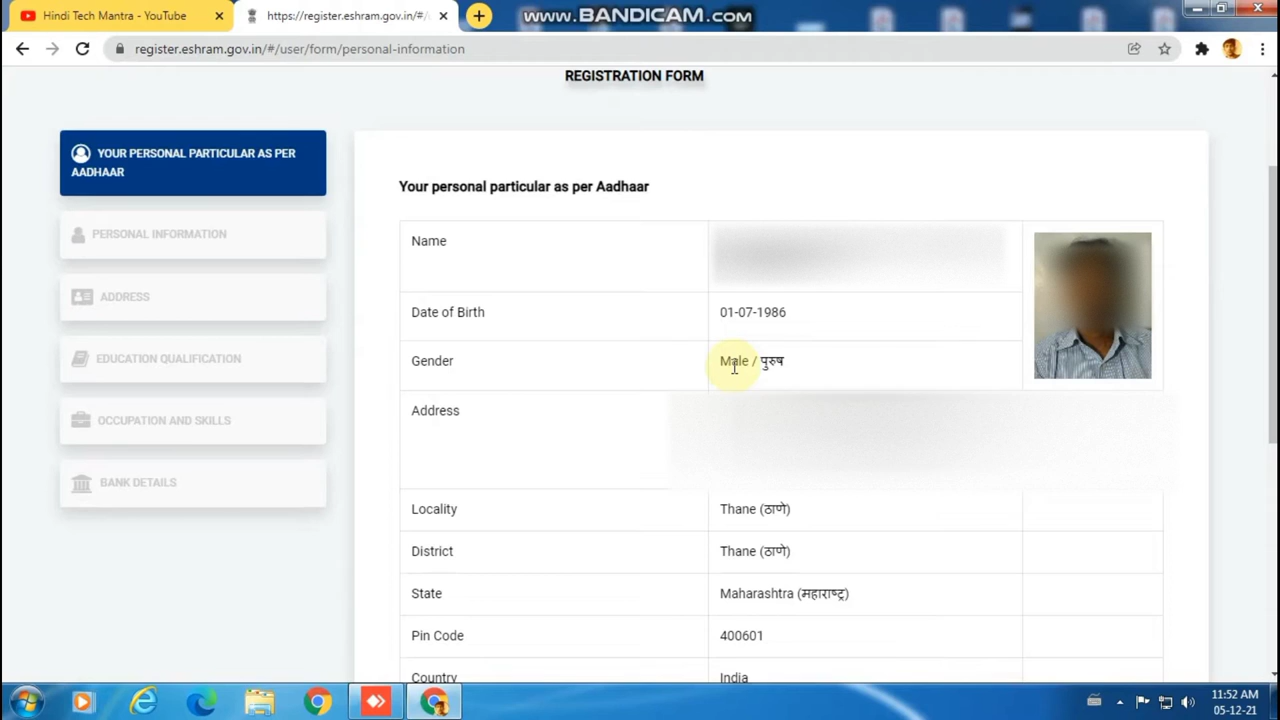 Hindi Tech Mantra - YouTube
https://register.eshram.gov.in/#/u
WWW.BANDICAM.COM
register.eshram.gov.in/#/user/form/personal-information
REGISTRATION FORM
YOUR PERSONAL PARTICULAR AS PER
AADHAAR
PERSONAL INFORMATION
ADDRESS
EDUCATION QUALIFICATION
OCCUPATION AND SKILLS
BANK DETAILS
Your personal particular as per Aadhaar
Name
Date of Birth 01-07-1986
Gender Male / पुरुष
Address
Locality Thane (ठाणे)
District Thane (ठाणे)
State Maharashtra (महाराष्ट्र)
Pin Code 400601
Country India
11:52 AM
05-12-21